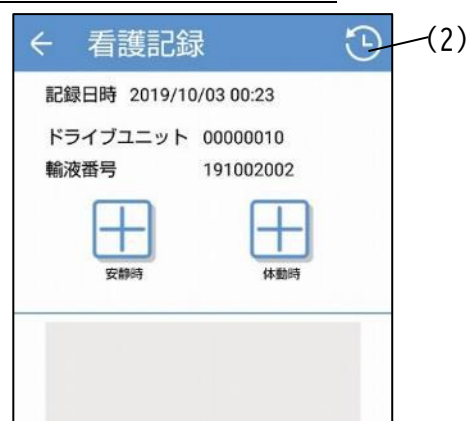 看護記録
(2)
記録日時 2019/10/03 00:23
ドライブユニット 00000010
輸液番号 191002002
安静時 体動時